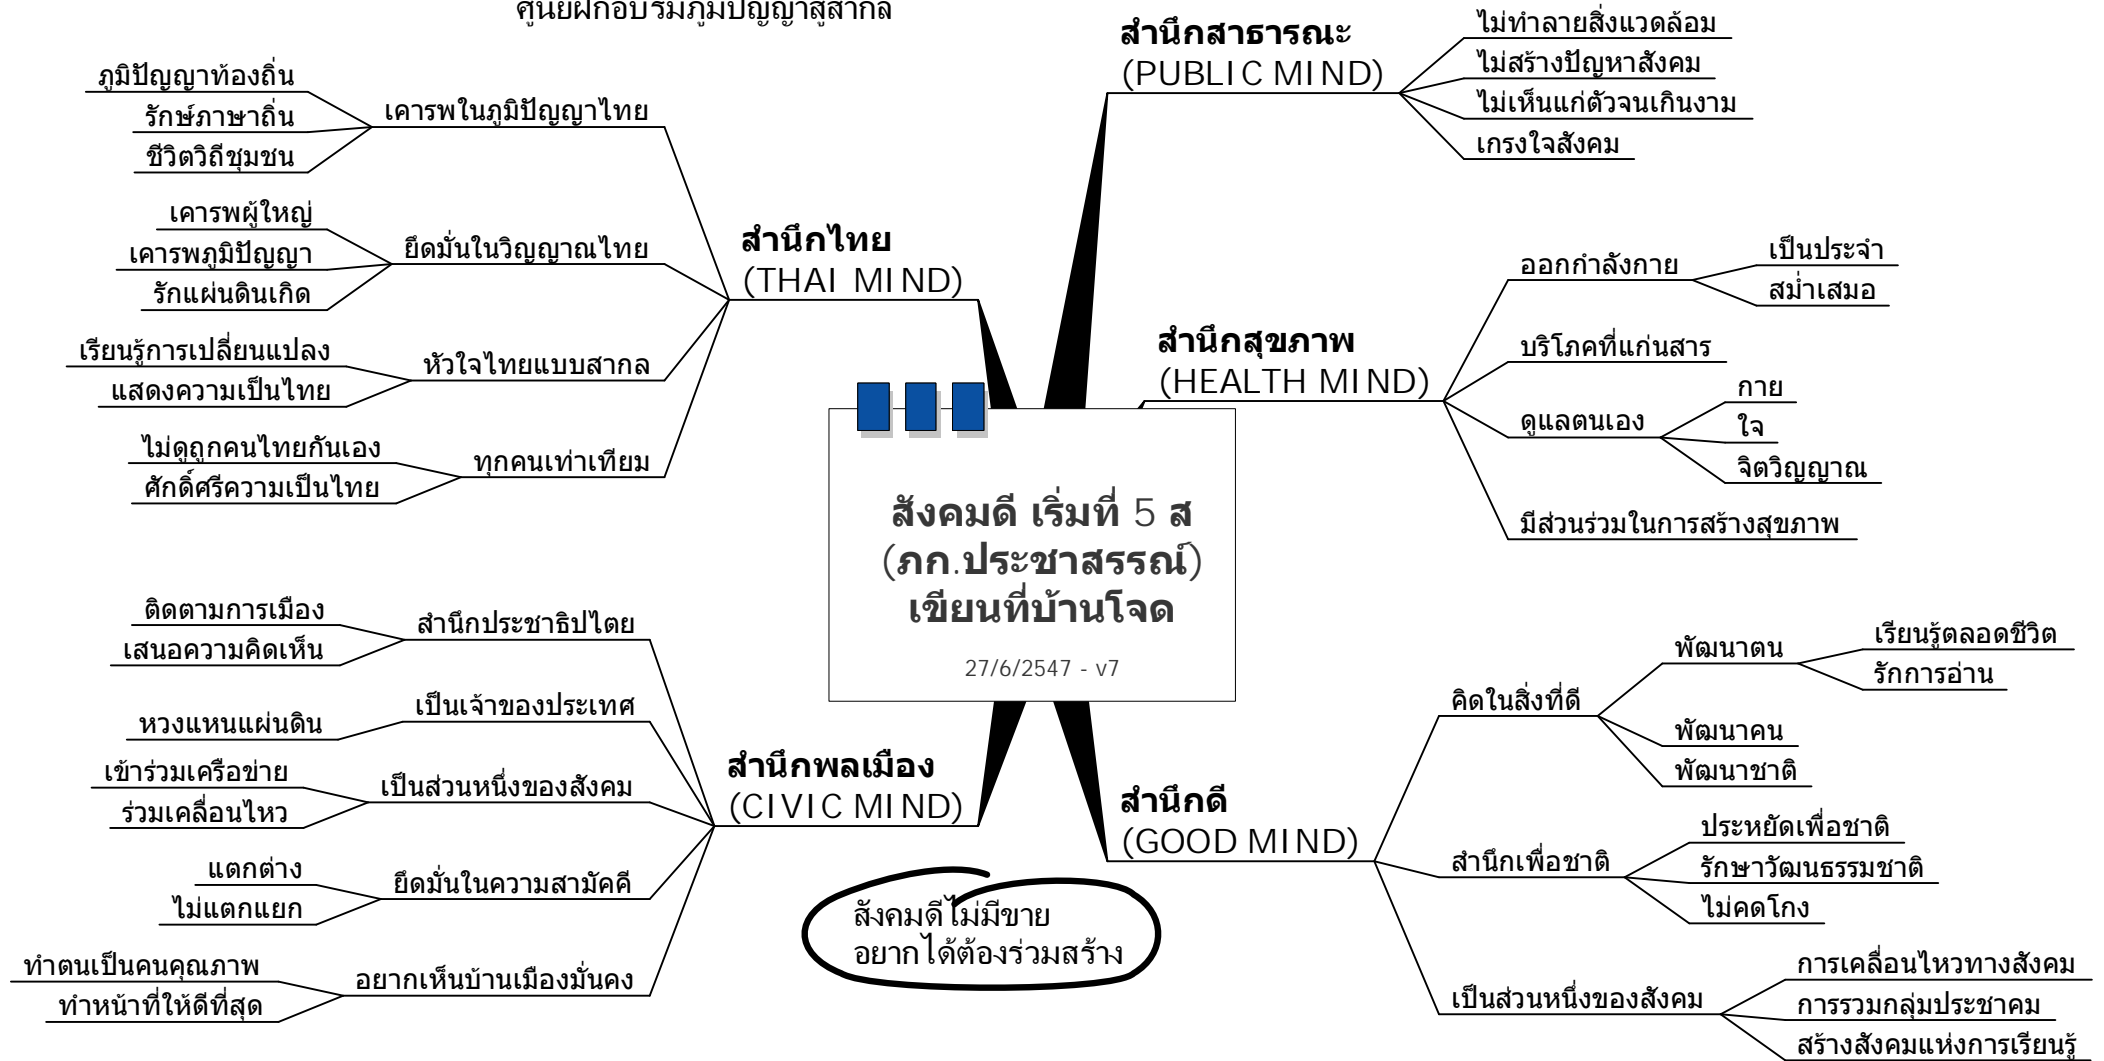 ศูนย์ฝึกอบรมภูมิปัญญาสู่สากล
สำนึกสาธารณะ
(PUBLIC MIND)
ไม่ทำลายสิ่งแวดล้อม
ไม่สร้างปัญหาสังคม
ไม่เห็นแก่ตัวจนเกินงาม
เกรงใจสังคม
สำนึกสุขภาพ
(HEALTH MIND)
ออกกำลังกาย
เป็นประจำ
สม่ำเสมอ
บริโภคที่แก่นสาร
ดูแลตนเอง
กาย
ใจ
จิตวิญญาณ
มีส่วนร่วมในการสร้างสุขภาพ
สำนึกดี
(GOOD MIND)
คิดในสิ่งที่ดี
พัฒนาตน
เรียนรู้ตลอดชีวิต
รักการอ่าน
พัฒนาคน
พัฒนาชาติ
สำนึกเพื่อชาติ
ประหยัดเพื่อชาติ
รักษาวัฒนธรรมชาติ
ไม่คดโกง
เป็นส่วนหนึ่งของสังคม
การเคลื่อนไหวทางสังคม
การรวมกลุ่มประชาคม
สร้างสังคมแห่งการเรียนรู้
สำนึกไทย
(THAI MIND)
เคารพในภูมิปัญญาไทย
ภูมิปัญญาท้องถิ่น
รักษ์ภาษาถิ่น
ชีวิตวิถีชุมชน
ยึดมั่นในวิญญาณไทย
เคารพผู้ใหญ่
เคารพภูมิปัญญา
รักแผ่นดินเกิด
หัวใจไทยแบบสากล
เรียนรู้การเปลี่ยนแปลง
แสดงความเป็นไทย
ทุกคนเท่าเทียม
ไม่ดูถูกคนไทยกันเอง
ศักดิ์ศรีความเป็นไทย
สำนึกพลเมือง
(CIVIC MIND)
สำนึกประชาธิปไตย
ติดตามการเมือง
เสนอความคิดเห็น
เป็นเจ้าของประเทศ
หวงแหนแผ่นดิน
เป็นส่วนหนึ่งของสังคม
เข้าร่วมเครือข่าย
ร่วมเคลื่อนไหว
ยึดมั่นในความสามัคคี
แตกต่าง
ไม่แตกแยก
อยากเห็นบ้านเมืองมั่นคง
ทำตนเป็นคนคุณภาพ
ทำหน้าที่ให้ดีที่สุด
สังคมดี เริ่มที่ 5 ส
(ภก.ประชาสรรณ์)
เขียนที่บ้านโจด
27/6/2547 - v7
สังคมดีไม่มีขาย
อยากได้ต้องร่วมสร้าง